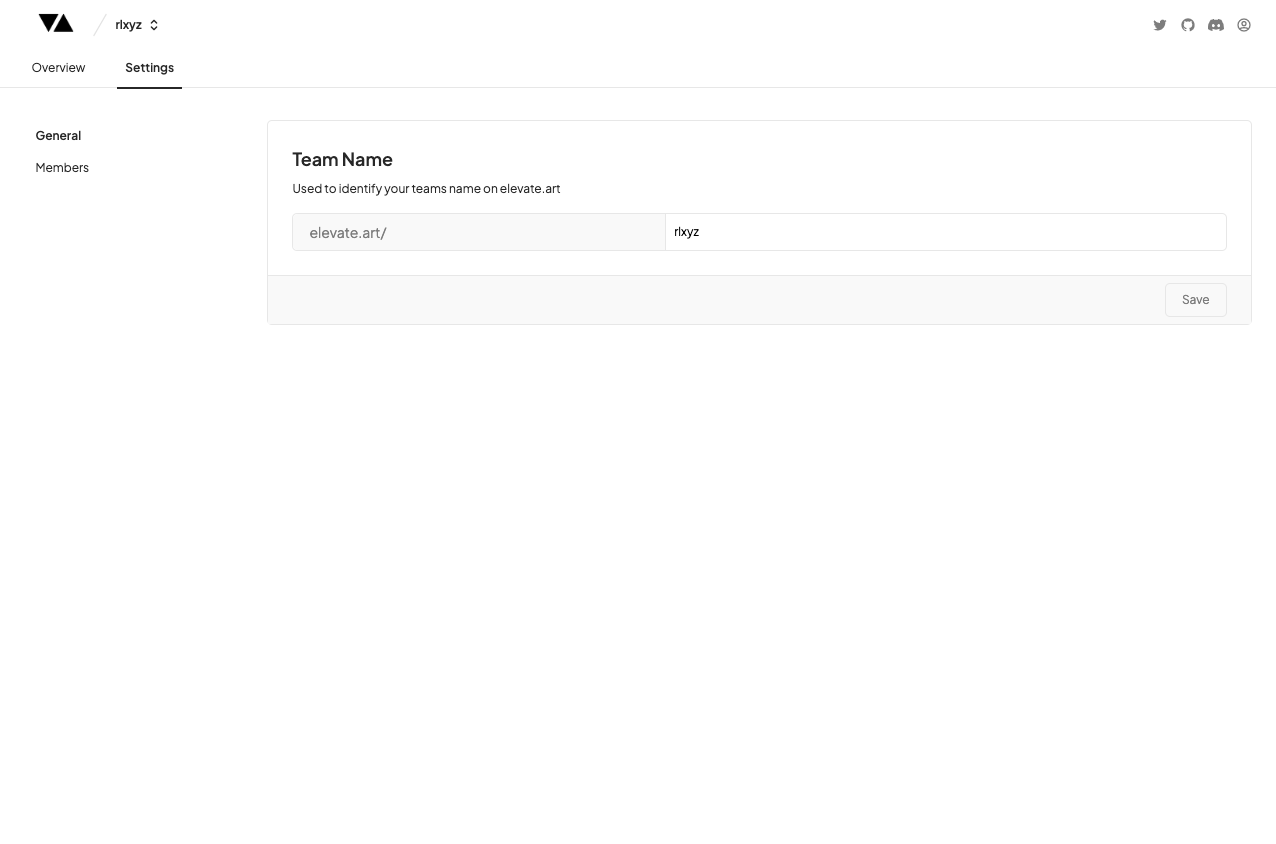 rlxyz
Overview
Settings
General
Members
Team Name
Used to identify your teams name on elevate.art
elevate.art/
rlxyz
Save